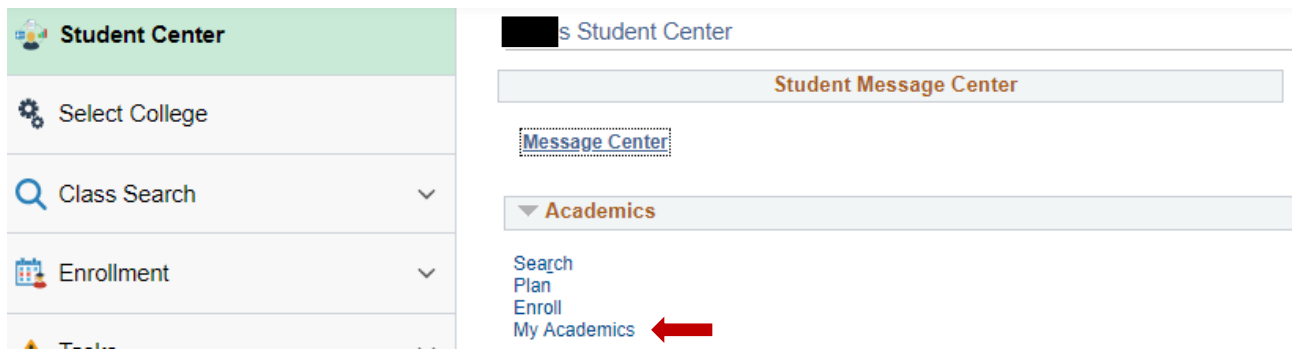 Student Center
Select College
Class Search
Enrollment
Tasks
s Student Center
Student Message Center
Message Center
Academics
Search
Plan
Enroll
My Academics